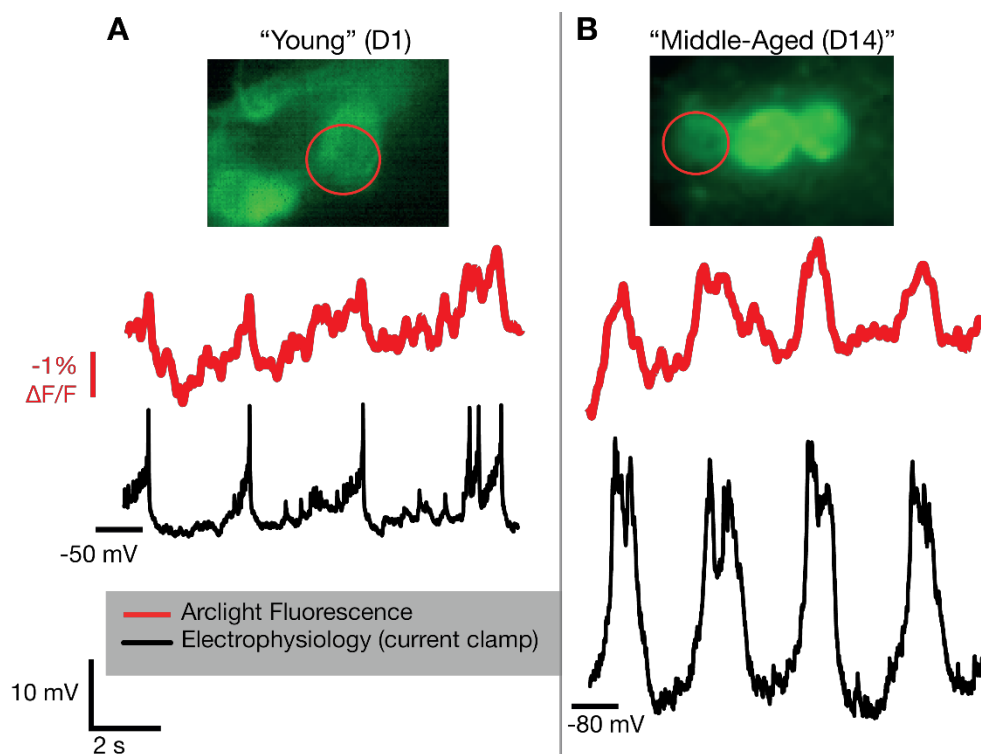 A
"Young" (D1)
-1%
ΔF/F
-50 mV
Arclight Fluorescence
Electrophysiology (current clamp)
10 mV
2 s
B
“Middle-Aged (D14)”
-80 mV